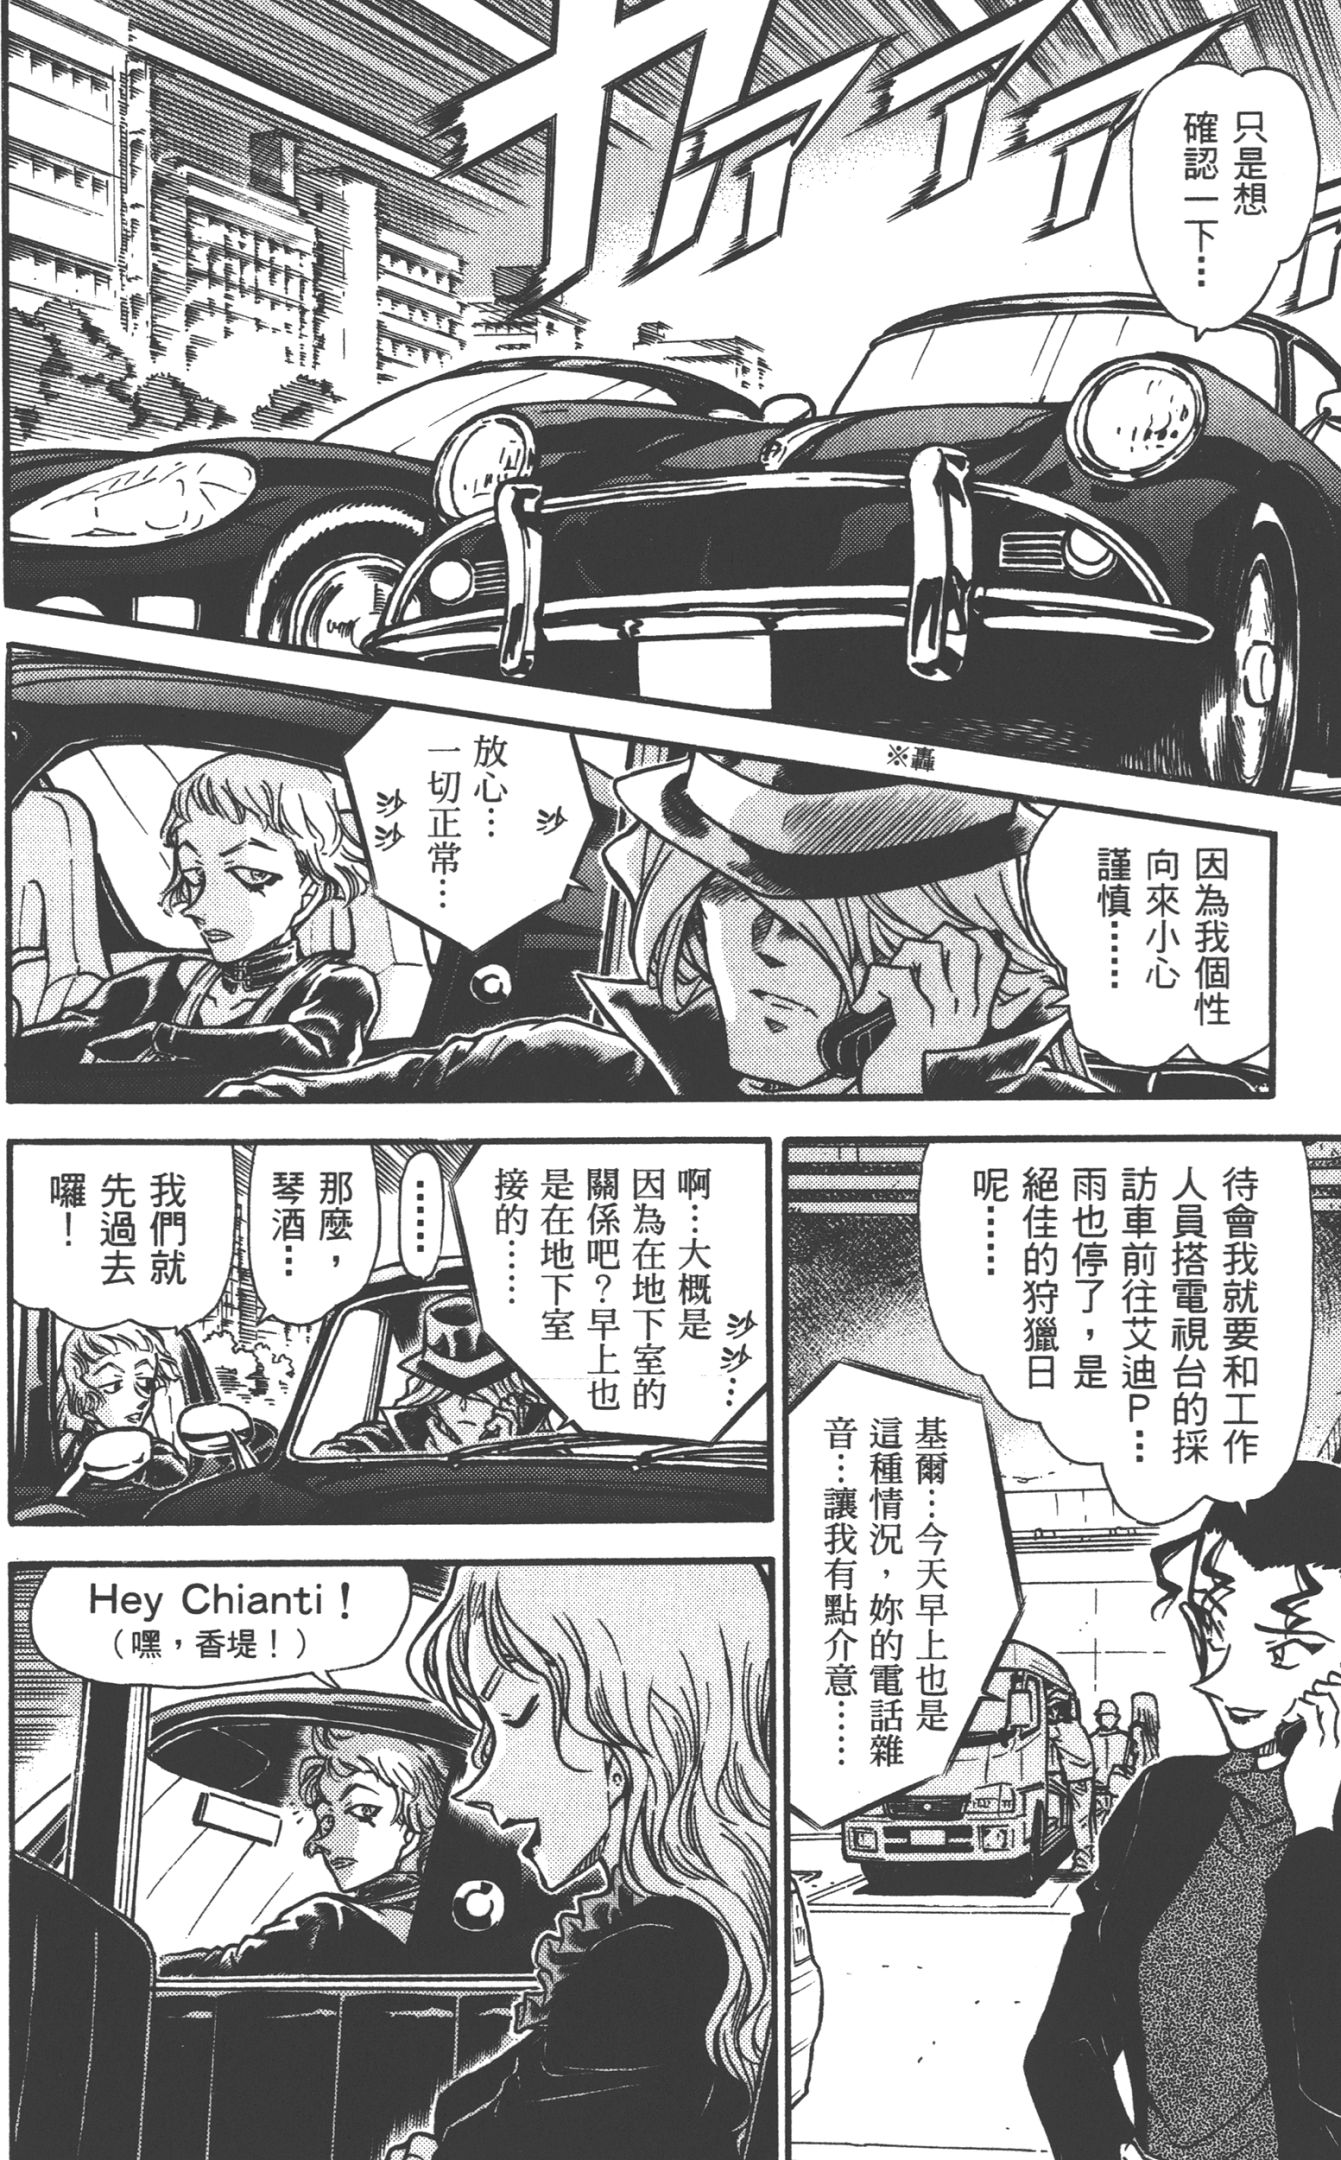 只是想
確認一下…
ガガガガガ
※轟
因為我個性
向來小心
謹慎……
放心…
一切正常…
沙
沙沙
待會我就要和工作
人員搭電視台的採
訪車前往艾迪P…
雨也停了，是
絕佳的狩獵日
呢……
基爾…今天早上也是
這種情況，妳的電話雜
音…讓我有點介意……
啊…大概是
因為在地下室的
關係吧？早上也
是在地下室
接的……
沙沙…
……
那麼，
琴酒…
我們就
先過去
囉！
Hey Chianti！
（嘿，香堤！）